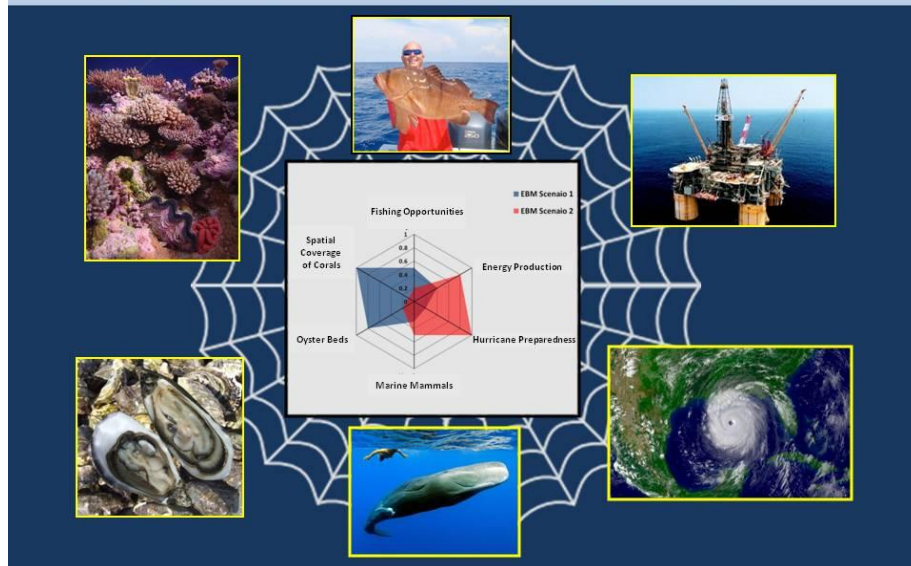 EBM Scenaio 1
EBM Scenaio 2
Fishing Opportunities
1
0.8
0.6
0.4
0.2
0
Spatial
Coverage
of Corals
Energy Production
Oyster Beds
Hurricane Preparedness
Marine Mammals